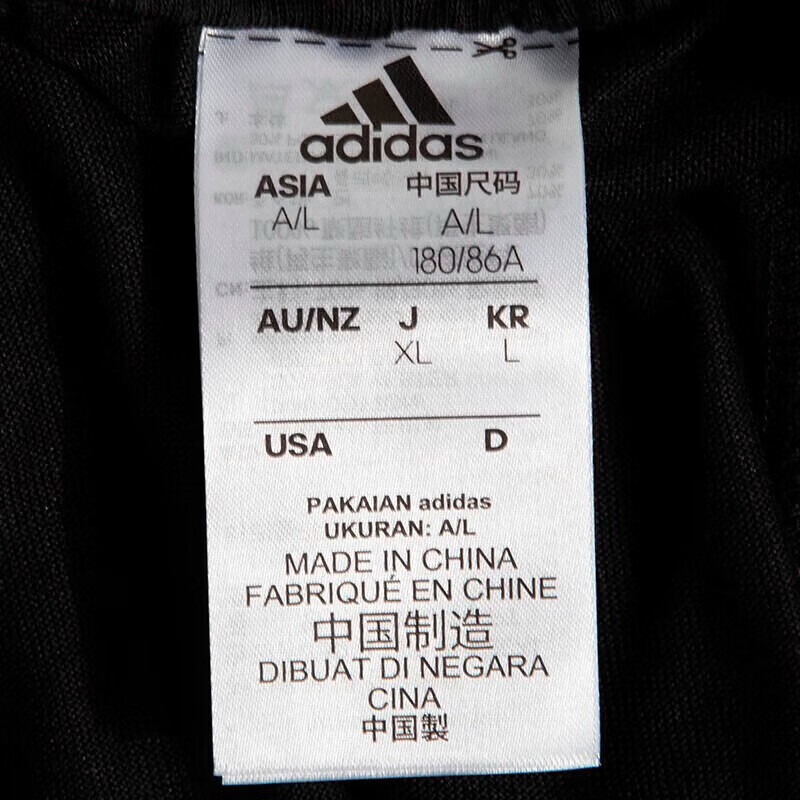 adidas
ASIA 中国尺码
A/L A/L
180/86A
AU/NZ J KR
XL L
USA D
PAKAIAN adidas
UKURAN: A/L
MADE IN CHINA
FABRIQUÉ EN CHINE
中国制造
DIBUAT DI NEGARA
CINA
中国製